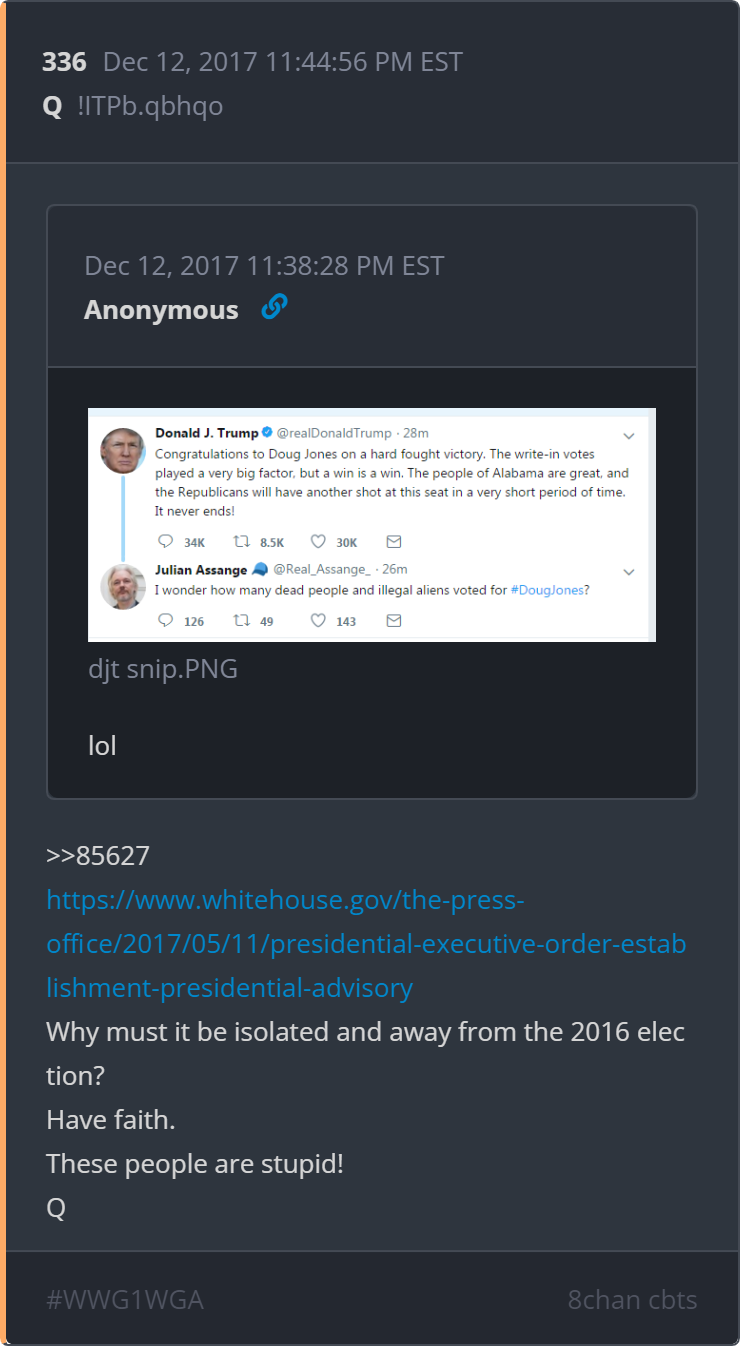 336 Dec 12, 2017 11:44:56 PM EST
Q !ITPb.qbhqo
Dec 12, 2017 11:38:28 PM EST
Anonymous
Donald J. Trump @realDonaldTrump · 28m
Congratulations to Doug Jones on a hard fought victory. The write-in votes
played a very big factor, but a win is a win. The people of Alabama are great, and
the Republicans will have another shot at this seat in a very short period of time.
It never ends!
34K 8.5K 30K
Julian Assange 🧢 @Real_Assange_ · 26m
I wonder how many dead people and illegal aliens voted for #DougJones?
126 49 143
djt snip.PNG
lol
>>85627
https://www.whitehouse.gov/the-press-
office/2017/05/11/presidential-executive-order-estab
lishment-presidential-advisory
Why must it be isolated and away from the 2016 elec
tion?
Have faith.
These people are stupid!
Q
#WWG1WGA 8chan cbts